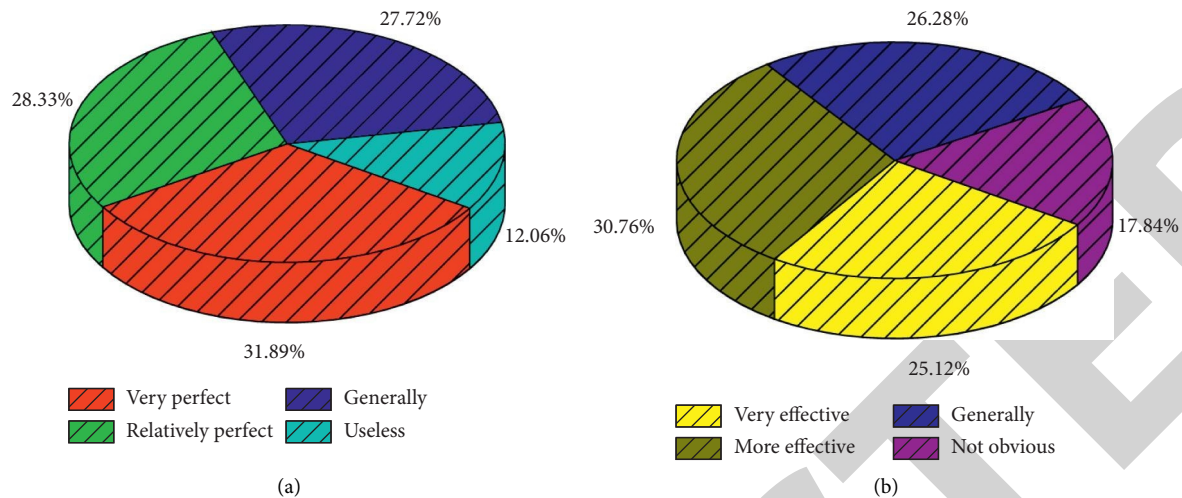 27.72%
28.33%
12.06%
31.89%
Very perfect
Generally
Relatively perfect
Useless
(a)
26.28%
30.76%
17.84%
25.12%
Very effective
Generally
More effective
Not obvious
(b)